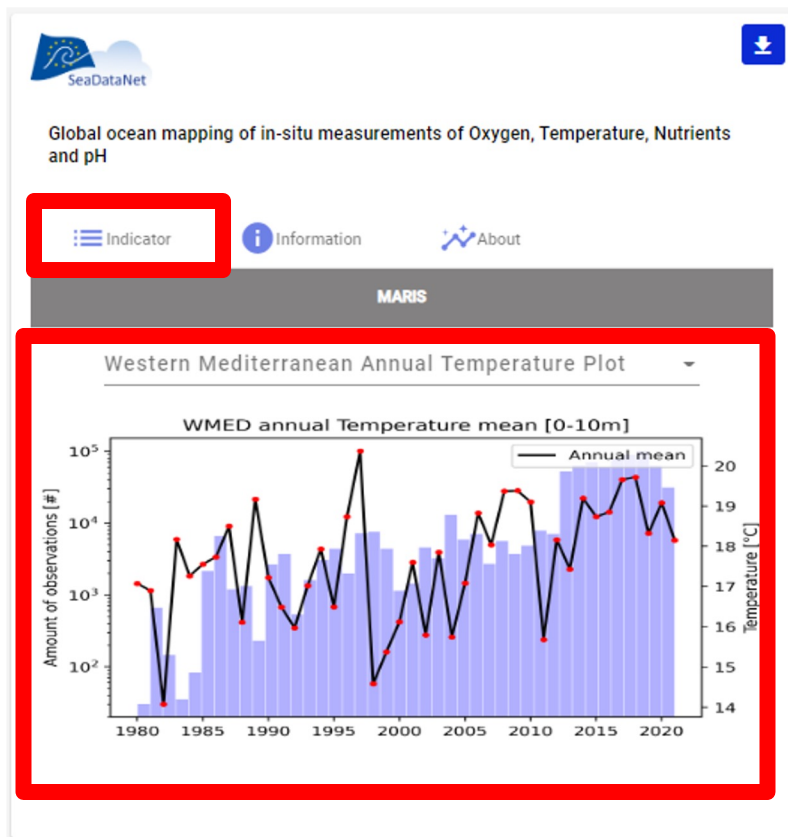 SeaDataNet
Global ocean mapping of in-situ measurements of Oxygen, Temperature, Nutrients
and pH
Indicator
Information
About
MARIS
Western Mediterranean Annual Temperature Plot
WMED annual Temperature mean [0-10m]
Annual mean
Amount of observations [#]
10⁵
10⁴
10³
10²
20
19
18
17
16
15
14
Temperature [°C]
1980 1985 1990 1995 2000 2005 2010 2015 2020